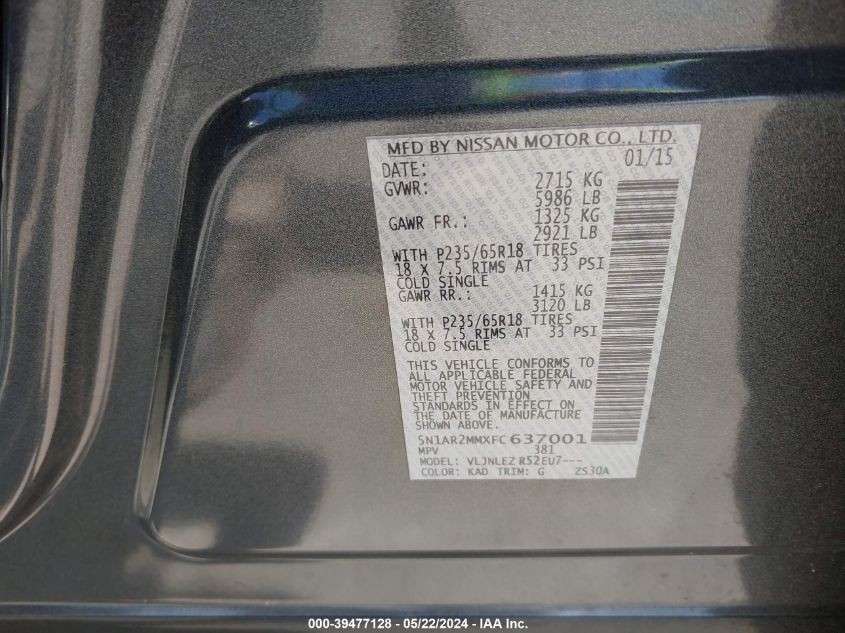 MFD BY NISSAN MOTOR CO., LTD.
DATE: 01/15
GVWR: 2715 KG
5986 LB
GAWR FR.: 1325 KG
2921 LB
WITH P235/65R18 TIRES
18 X 7.5 RIMS AT 33 PSI
COLD SINGLE
GAWR RR.: 1415 KG
3120 LB
WITH P235/65R18 TIRES
18 X 7.5 RIMS AT 33 PSI
COLD SINGLE
THIS VEHICLE CONFORMS TO
ALL APPLICABLE FEDERAL
MOTOR VEHICLE SAFETY AND
THEFT PREVENTION
STANDARDS IN EFFECT ON
THE DATE OF MANUFACTURE
SHOWN ABOVE.
5N1AR2MMXFC637001
MPV 381
MODEL: VLJNLEZ R52EU7---
COLOR: KAD TRIM: G ZS30A
000-39477128 - 05/22/2024 - IAA Inc.